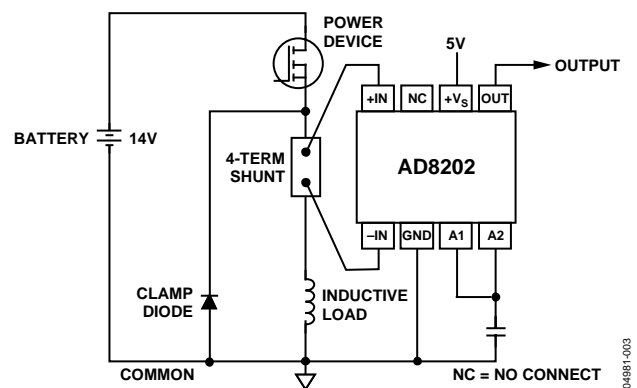 POWER
DEVICE
5V
OUTPUT
+IN
NC
+VS
OUT
BATTERY
14V
4-TERM
SHUNT
AD8202
–IN
GND
A1
A2
CLAMP
DIODE
INDUCTIVE
LOAD
COMMON
NC = NO CONNECT
04981-003